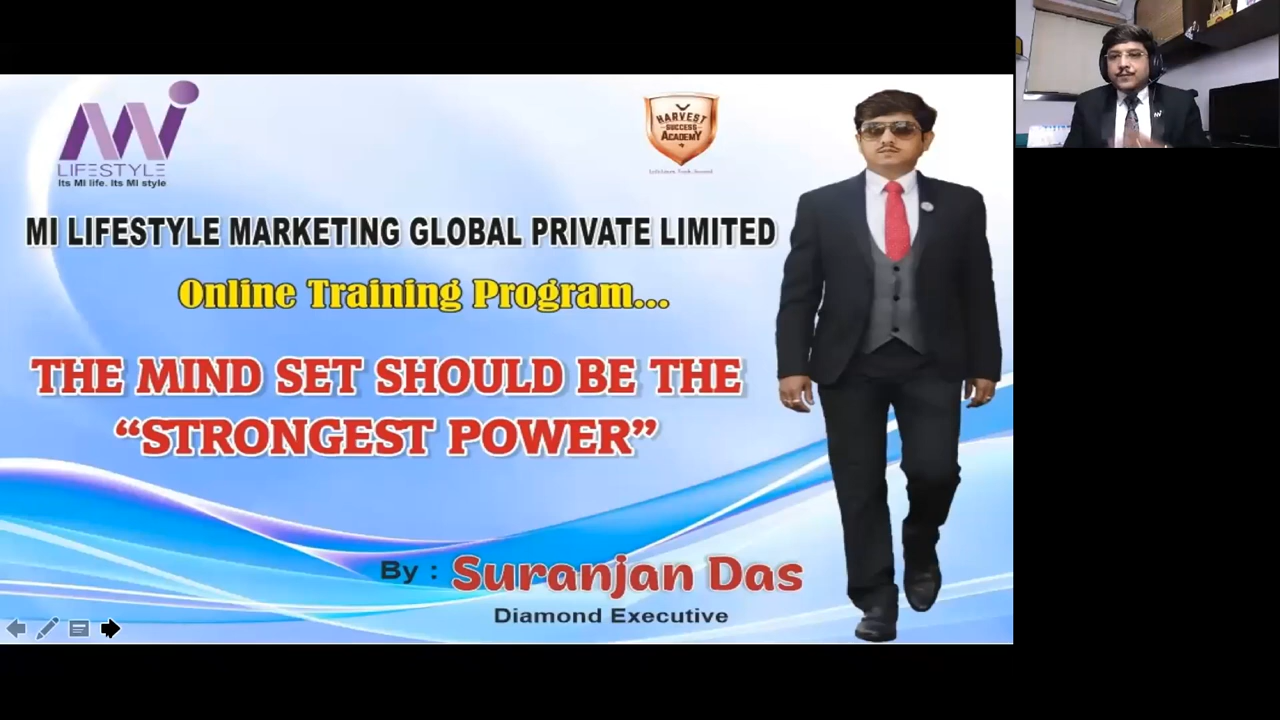 Mi
LIFESTYLE
Its MI life. Its MI style
HARVEST
SUCCESS
ACADEMY
MI LIFESTYLE MARKETING GLOBAL PRIVATE LIMITED
Online Training Program...
THE MIND SET SHOULD BE THE
“STRONGEST POWER”
By : Suranjan Das
Diamond Executive